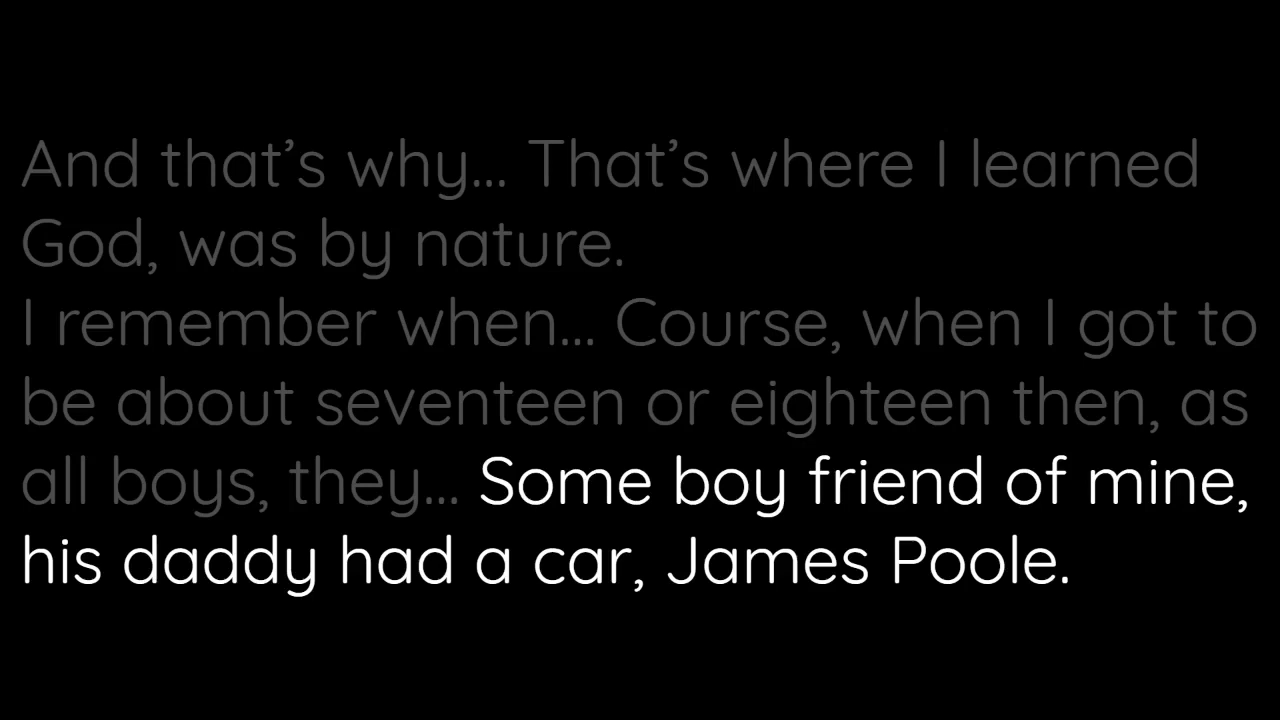 And that’s why... That’s where I learned
God, was by nature.
I remember when... Course, when I got to
be about seventeen or eighteen then, as
all boys, they... Some boy friend of mine,
his daddy had a car, James Poole.